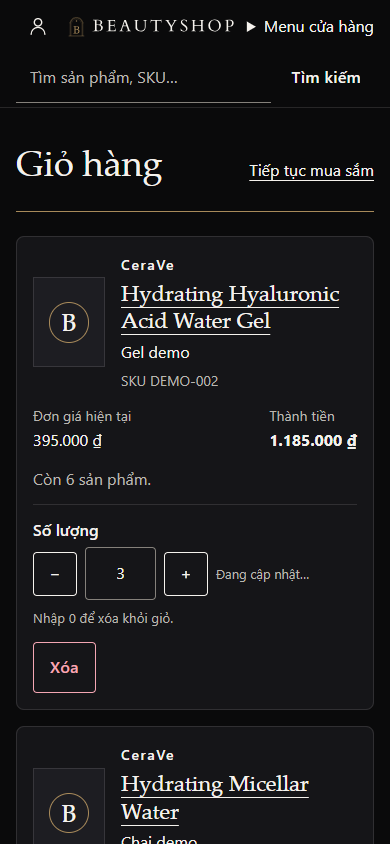 BEAUTYSHOP ▶ Menu cửa hàng
Tìm sản phẩm, SKU... Tìm kiếm
Giỏ hàng Tiếp tục mua sắm
CeraVe
B
Hydrating Hyaluronic
Acid Water Gel
Gel demo
SKU DEMO-002
Đơn giá hiện tại Thành tiền
395.000 ₫ 1.185.000 ₫
Còn 6 sản phẩm.
Số lượng
− 3 + Đang cập nhật...
Nhập 0 để xóa khỏi giỏ.
Xóa
CeraVe
B
Hydrating Micellar
Water
Chai demo